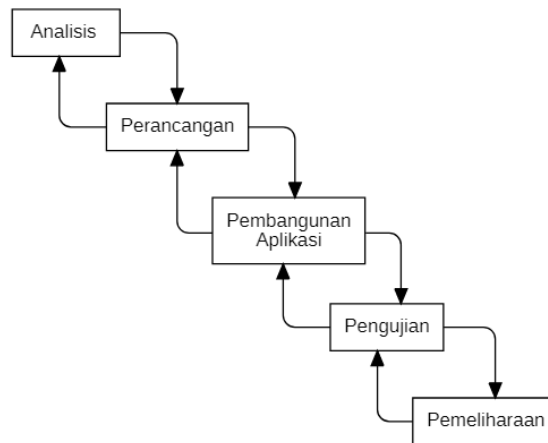 Analisis
Perancangan
Pembangunan
Aplikasi
Pengujian
Pemeliharaan